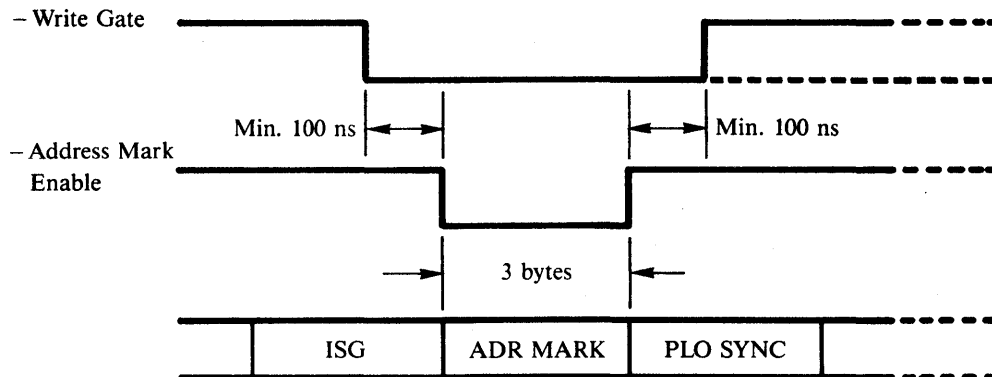 – Write Gate
Min. 100 ns
Min. 100 ns
– Address Mark
Enable
3 bytes
ISG
ADR MARK
PLO SYNC